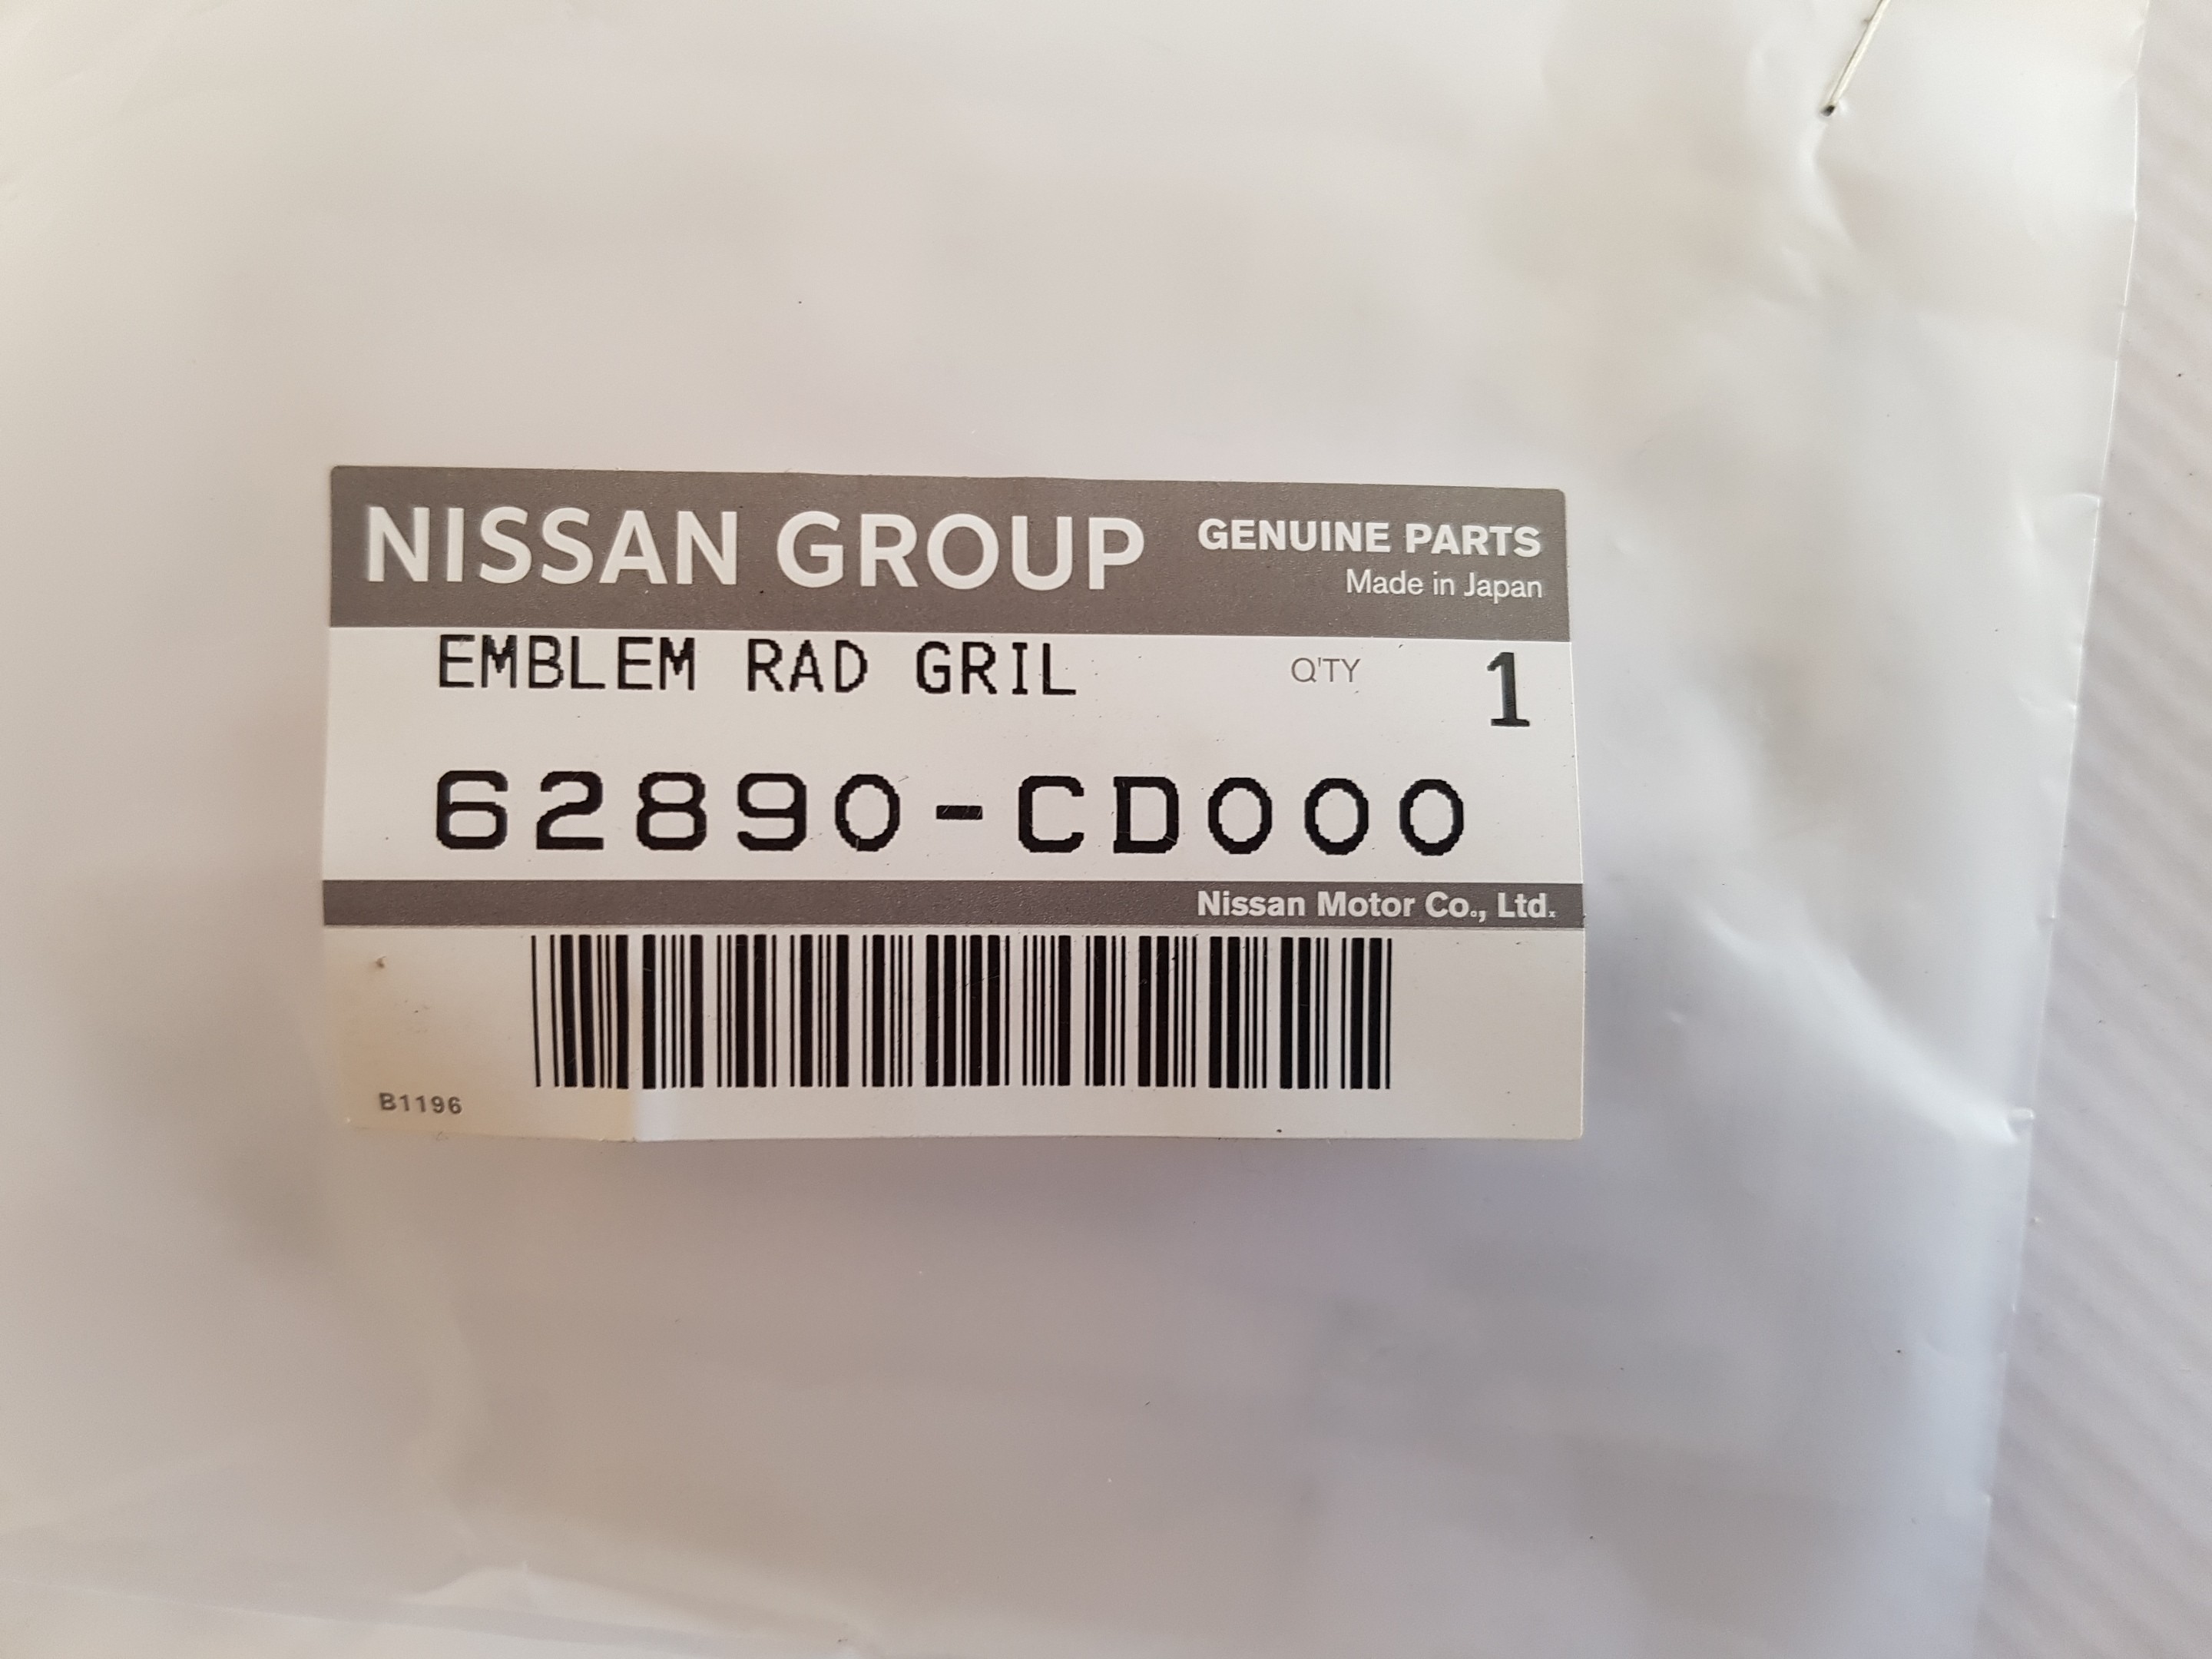 NISSAN GROUP GENUINE PARTS
Made in Japan
EMBLEM RAD GRIL Q'TY 1
62890-CD000
Nissan Motor Co., Ltd.
B1196